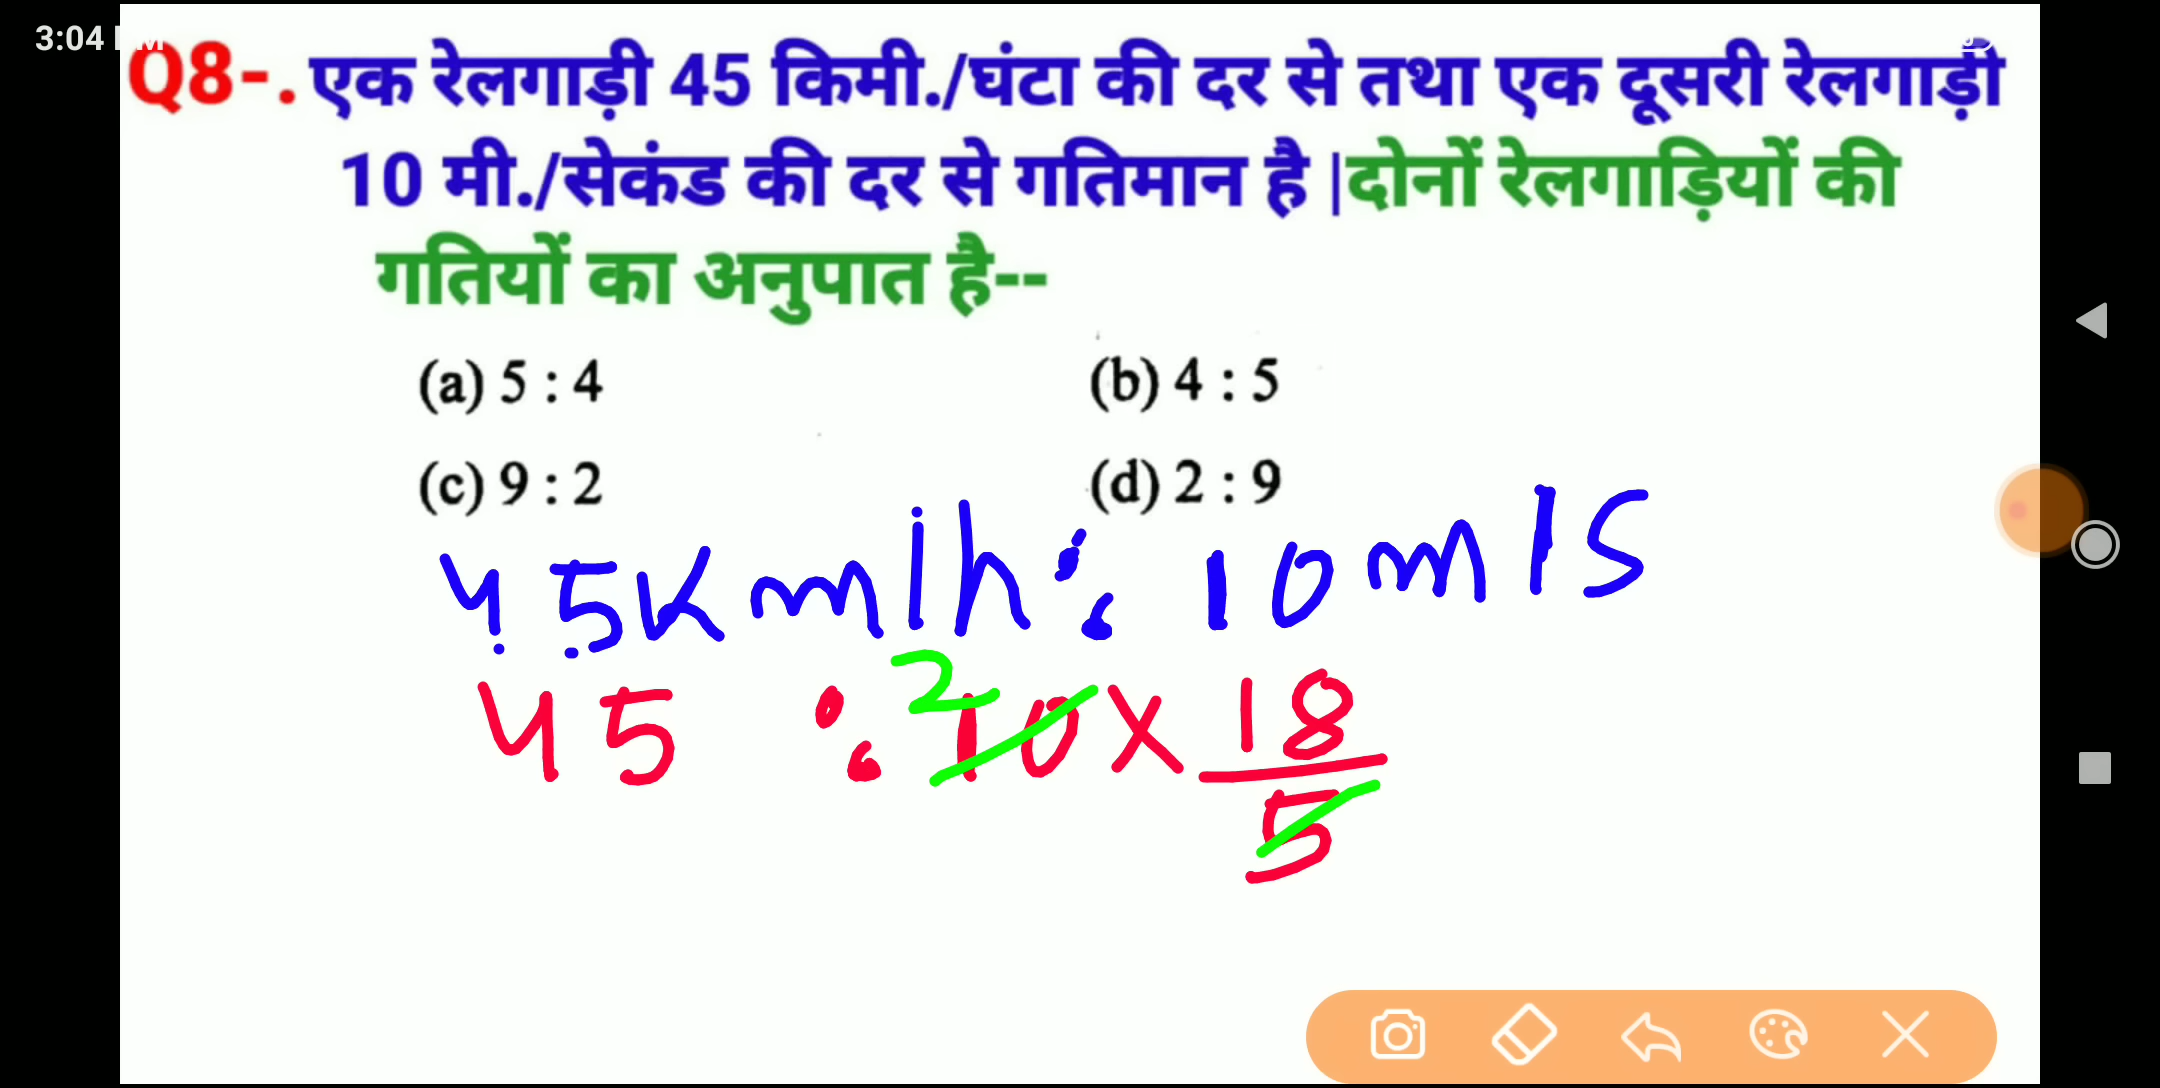 3:04 PM
Q8-. एक रेलगाड़ी 45 किमी./घंटा की दर से तथा एक दूसरी रेलगाड़ी
10 मी./सेकंड की दर से गतिमान है |दोनों रेलगाड़ियों की
गतियों का अनुपात है--
(a) 5 : 4 (b) 4 : 5
(c) 9 : 2 (d) 2 : 9
45Km/h : 10m/S
2
45 : 10 x 18
5